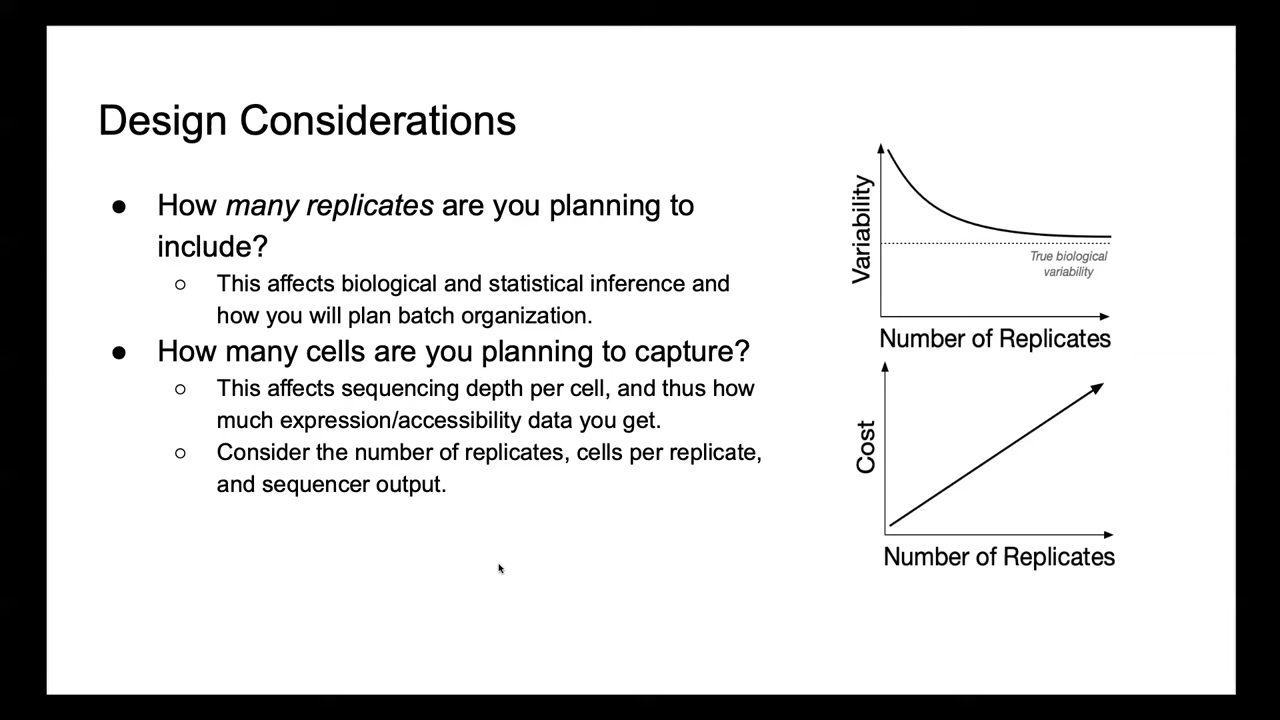 Design Considerations
● How many replicates are you planning to
include?
○ This affects biological and statistical inference and
how you will plan batch organization.
● How many cells are you planning to capture?
○ This affects sequencing depth per cell, and thus how
much expression/accessibility data you get.
○ Consider the number of replicates, cells per replicate,
and sequencer output.
Variability
True biological
variability
Number of Replicates
Cost
Number of Replicates